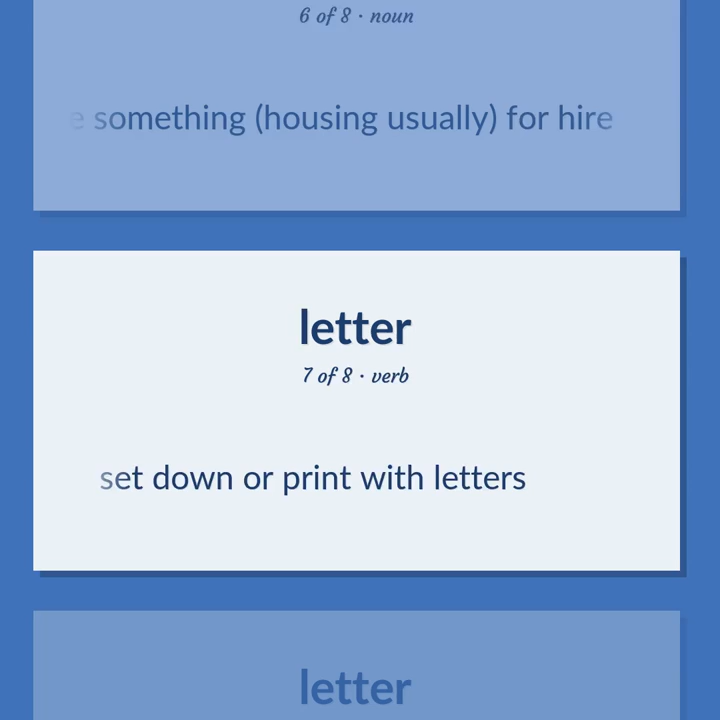 6 of 8 · noun
e something (housing usually) for hire
letter
7 of 8 · verb
set down or print with letters
letter